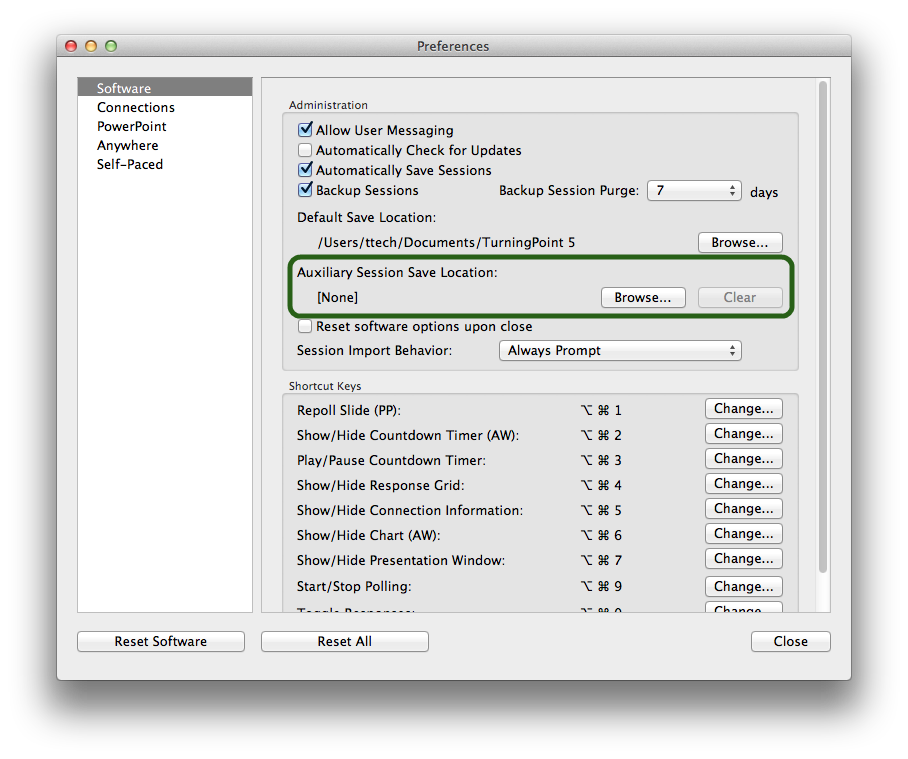 Preferences
Software
Connections
PowerPoint
Anywhere
Self-Paced
Administration
Allow User Messaging
Automatically Check for Updates
Automatically Save Sessions
Backup Sessions Backup Session Purge: 7 days
Default Save Location:
/Users/ttech/Documents/TurningPoint 5 Browse...
Auxiliary Session Save Location:
[None] Browse... Clear
Reset software options upon close
Session Import Behavior: Always Prompt
Shortcut Keys
Repoll Slide (PP): ⌥ ⌘ 1 Change...
Show/Hide Countdown Timer (AW): ⌥ ⌘ 2 Change...
Play/Pause Countdown Timer: ⌥ ⌘ 3 Change...
Show/Hide Response Grid: ⌥ ⌘ 4 Change...
Show/Hide Connection Information: ⌥ ⌘ 5 Change...
Show/Hide Chart (AW): ⌥ ⌘ 6 Change...
Show/Hide Presentation Window: ⌥ ⌘ 7 Change...
Start/Stop Polling: ⌥ ⌘ 9 Change...
Toggle Responses: ⌥ ⌘ 0 Change...
Reset Software Reset All Close